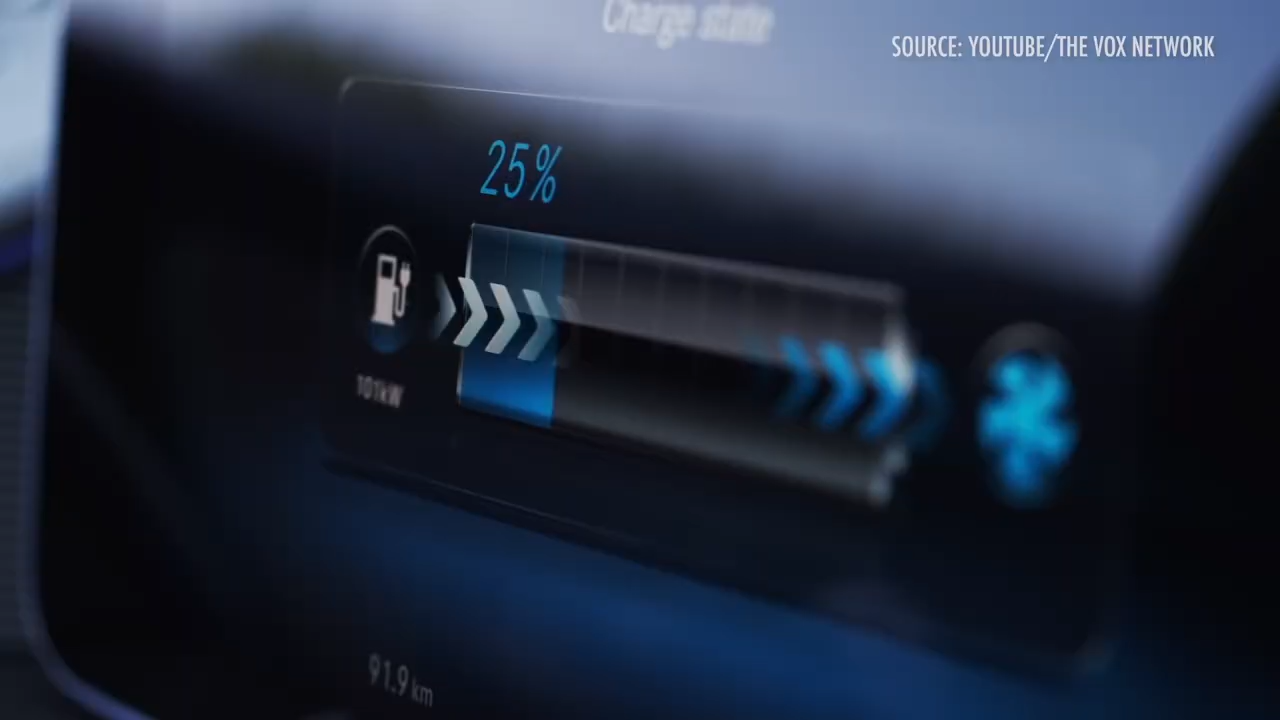 Charge state
SOURCE: YOUTUBE/THE VOX NETWORK
25%
101kW
91.9 km